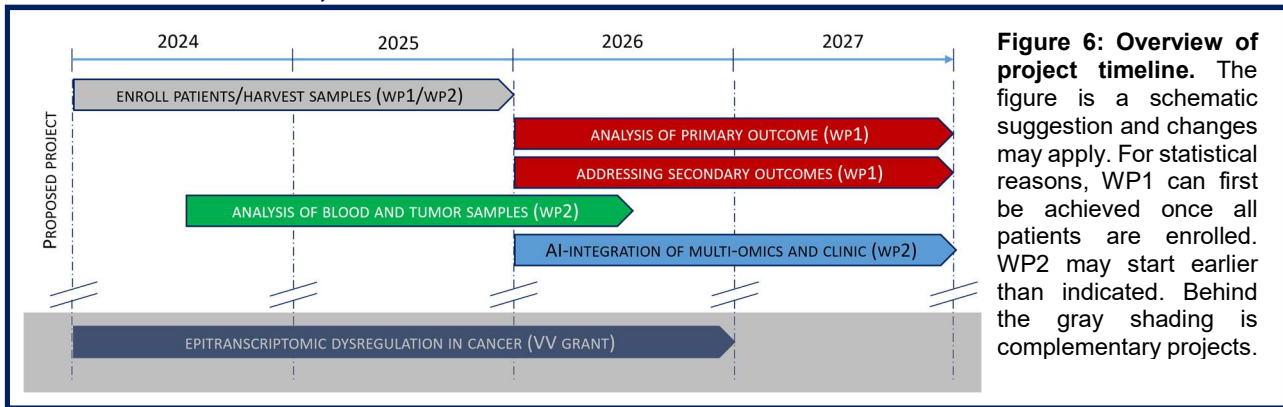 2024 2025 2026 2027
PROPOSED PROJECT
ENROLL PATIENTS/HARVEST SAMPLES (WP1/WP2)
ANALYSIS OF PRIMARY OUTCOME (WP1)
ADDRESSING SECONDARY OUTCOMES (WP1)
ANALYSIS OF BLOOD AND TUMOR SAMPLES (WP2)
AI-INTEGRATION OF MULTI-OMICS AND CLINIC (WP2)
EPITRANSCRIPTOMIC DYSREGULATION IN CANCER (VV GRANT)
Figure 6: Overview of
project timeline. The
figure is a schematic
suggestion and changes
may apply. For statistical
reasons, WP1 can first
be achieved once all
patients are enrolled.
WP2 may start earlier
than indicated. Behind
the gray shading is
complementary projects.